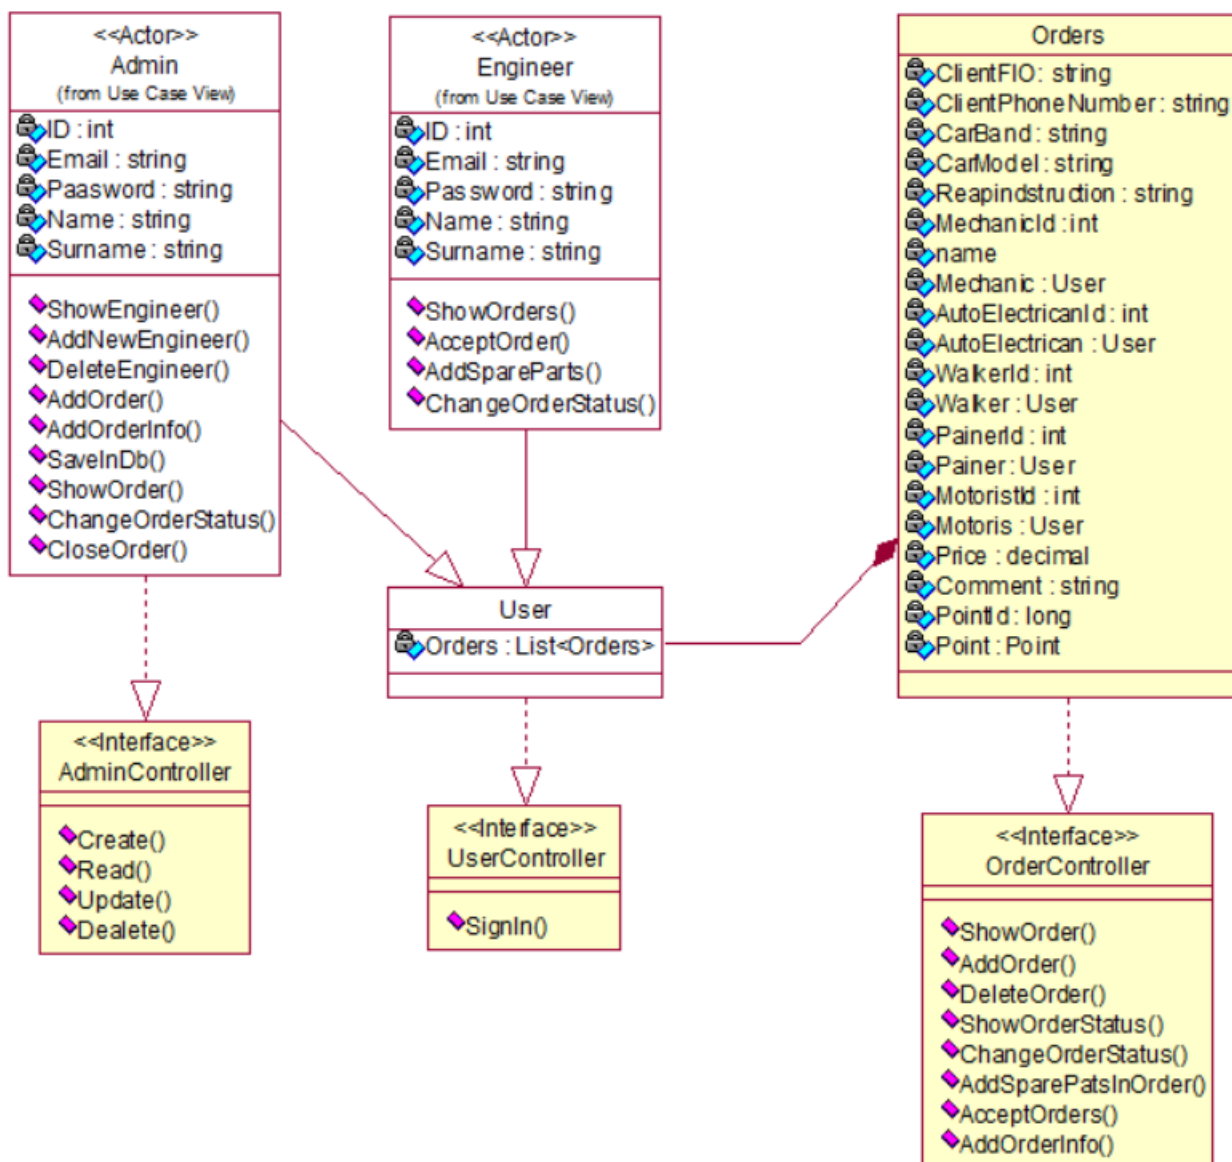 <<Actor>>
Admin
(from Use Case View)
ID : int
Email : string
Paasword : string
Name : string
Surname : string
ShowEngineer()
AddNewEngineer()
DeleteEngineer()
AddOrder()
AddOrderInfo()
SaveInDb()
ShowOrder()
ChangeOrderStatus()
CloseOrder()
<<Actor>>
Engineer
(from Use Case View)
ID : int
Email : string
Password : string
Name : string
Surname : string
ShowOrders()
AcceptOrder()
AddSpareParts()
ChangeOrderStatus()
Orders
ClientFIO : string
ClientPhoneNumber : string
CarBand : string
CarModel : string
Reapindstruction : string
MechanicId : int
name
Mechanic : User
AutoElectricanId : int
AutoElectrican : User
WalkerId : int
Walker : User
PainerId : int
Painer : User
MotoristId : int
Motoris : User
Price : decimal
Comment : string
PointId : long
Point : Point
User
Orders : List<Orders>
<<Interface>>
AdminController
Create()
Read()
Update()
Dealete()
<<Interface>>
UserController
SignIn()
<<Interface>>
OrderController
ShowOrder()
AddOrder()
DeleteOrder()
ShowOrderStatus()
ChangeOrderStatus()
AddSparePatsInOrder()
AcceptOrders()
AddOrderInfo()